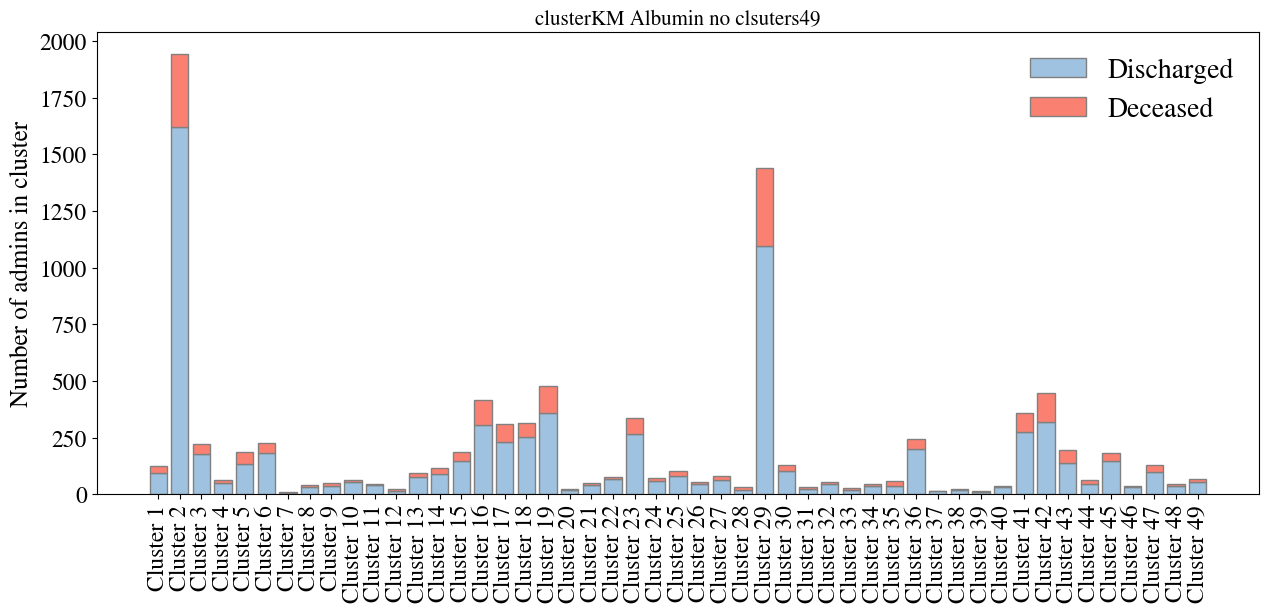 clusterKM Albumin no clsuters49
Number of admins in cluster
2000
1750
1500
1250
1000
750
500
250
0
Discharged
Deceased
Cluster 1
Cluster 2
Cluster 3
Cluster 4
Cluster 5
Cluster 6
Cluster 7
Cluster 8
Cluster 9
Cluster 10
Cluster 11
Cluster 12
Cluster 13
Cluster 14
Cluster 15
Cluster 16
Cluster 17
Cluster 18
Cluster 19
Cluster 20
Cluster 21
Cluster 22
Cluster 23
Cluster 24
Cluster 25
Cluster 26
Cluster 27
Cluster 28
Cluster 29
Cluster 30
Cluster 31
Cluster 32
Cluster 33
Cluster 34
Cluster 35
Cluster 36
Cluster 37
Cluster 38
Cluster 39
Cluster 40
Cluster 41
Cluster 42
Cluster 43
Cluster 44
Cluster 45
Cluster 46
Cluster 47
Cluster 48
Cluster 49